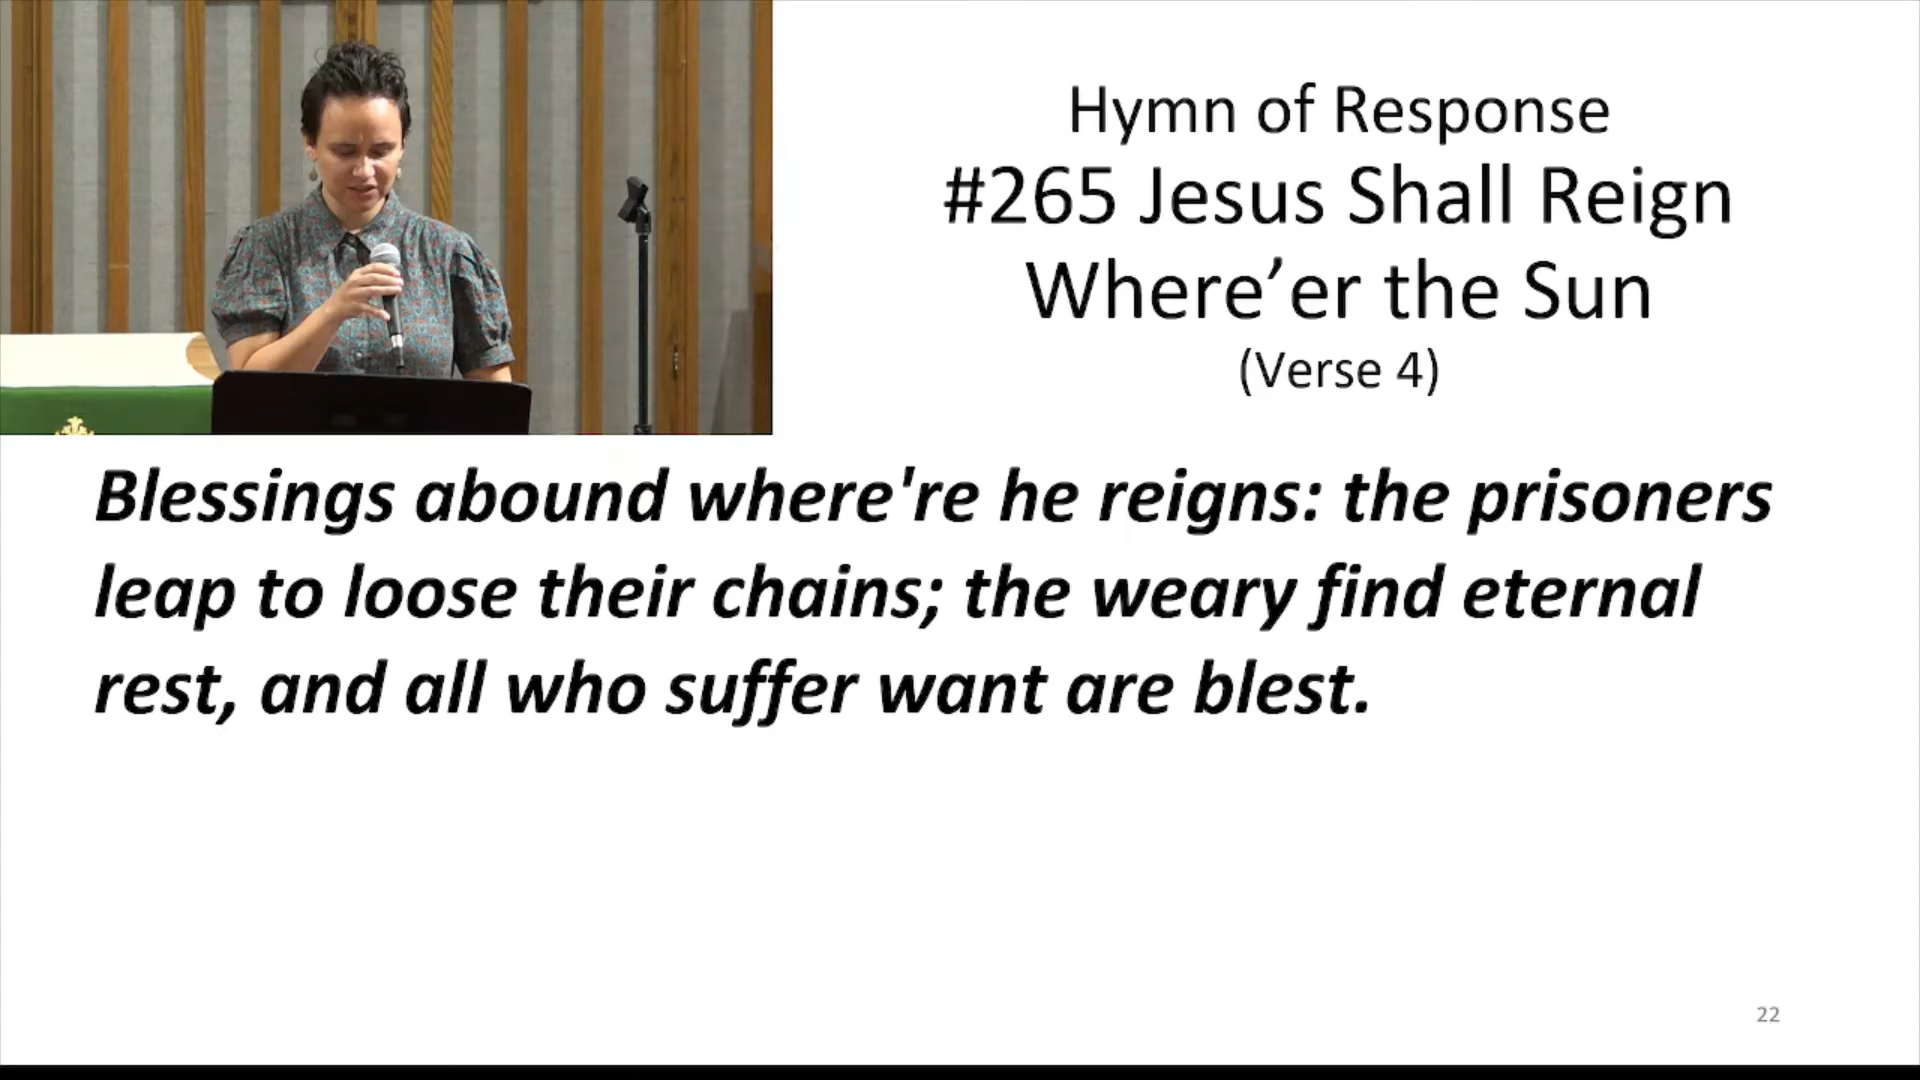 Hymn of Response
#265 Jesus Shall Reign
Where’er the Sun
(Verse 4)
Blessings abound where're he reigns: the prisoners
leap to loose their chains; the weary find eternal
rest, and all who suffer want are blest.
22